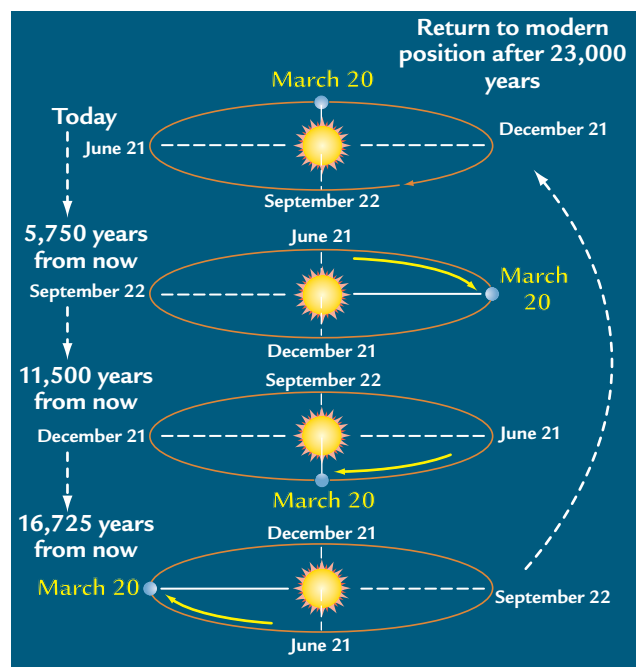 Return to modern
position after 23,000
years
March 20
Today
December 21
June 21
September 22
5,750 years
from now
June 21
September 22
March
20
December 21
11,500 years
from now
September 22
December 21
June 21
March 20
16,725 years
from now
December 21
March 20
September 22
June 21